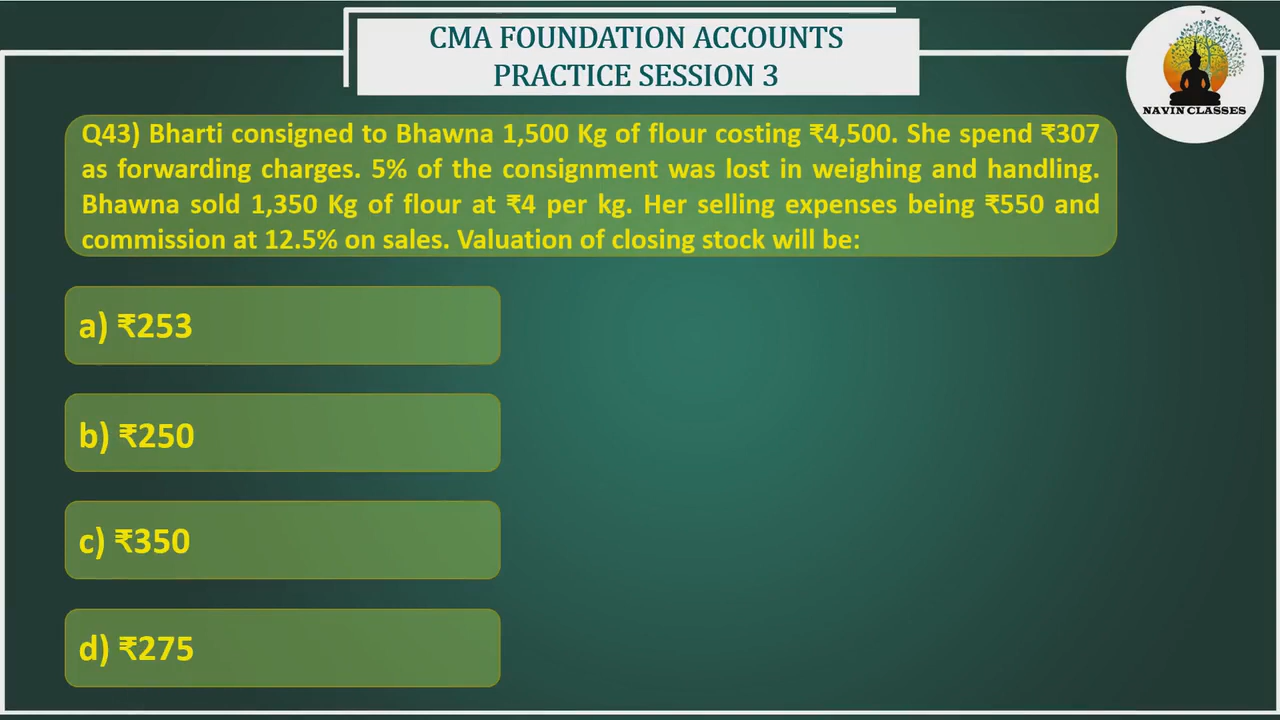 CMA FOUNDATION ACCOUNTS
PRACTICE SESSION 3
NAVIN CLASSES
Q43) Bharti consigned to Bhawna 1,500 Kg of flour costing ₹4,500. She spend ₹307
as forwarding charges. 5% of the consignment was lost in weighing and handling.
Bhawna sold 1,350 Kg of flour at ₹4 per kg. Her selling expenses being ₹550 and
commission at 12.5% on sales. Valuation of closing stock will be:
a) ₹253
b) ₹250
c) ₹350
d) ₹275